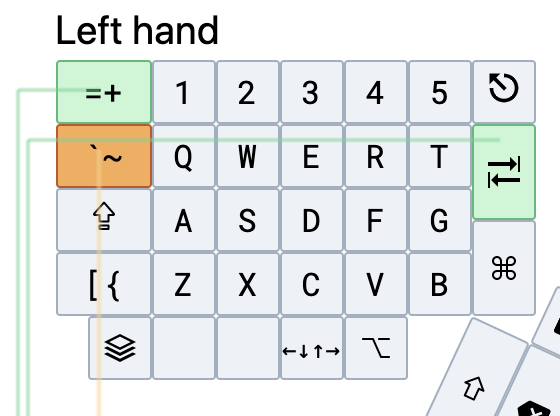 Left hand
=+ 1 2 3 4 5
`~ Q W E R T
A S D F G
[{ Z X C V B ⌘
←↓↑→ ⌥